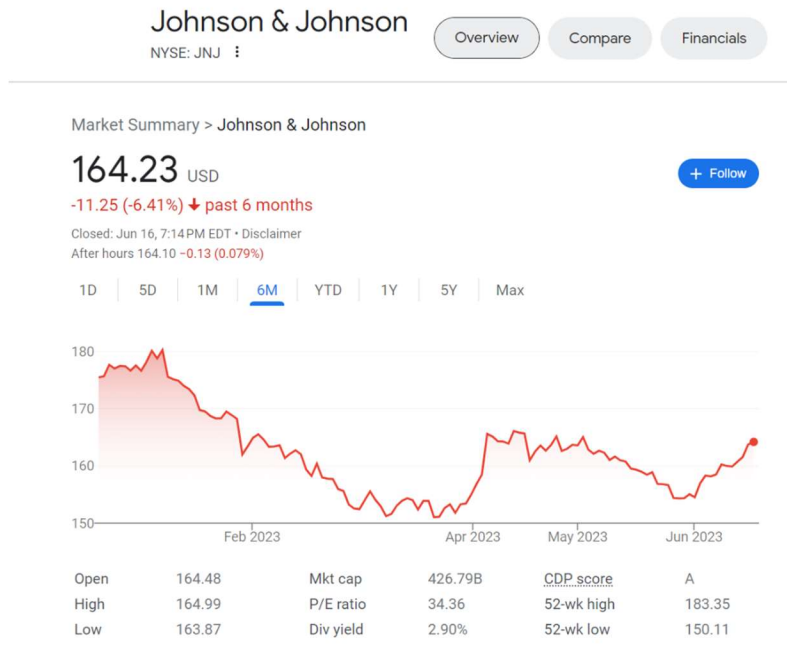 Johnson & Johnson
NYSE: JNJ
Overview
Compare
Financials
Market Summary > Johnson & Johnson
164.23 USD
+ Follow
-11.25 (-6.41%) ↓ past 6 months
Closed: Jun 16, 7:14 PM EDT • Disclaimer
After hours 164.10 −0.13 (0.079%)
1D 5D 1M 6M YTD 1Y 5Y Max
180
170
160
150
Feb 2023 Apr 2023 May 2023 Jun 2023
Open 164.48 Mkt cap 426.79B CDP score A
High 164.99 P/E ratio 34.36 52-wk high 183.35
Low 163.87 Div yield 2.90% 52-wk low 150.11